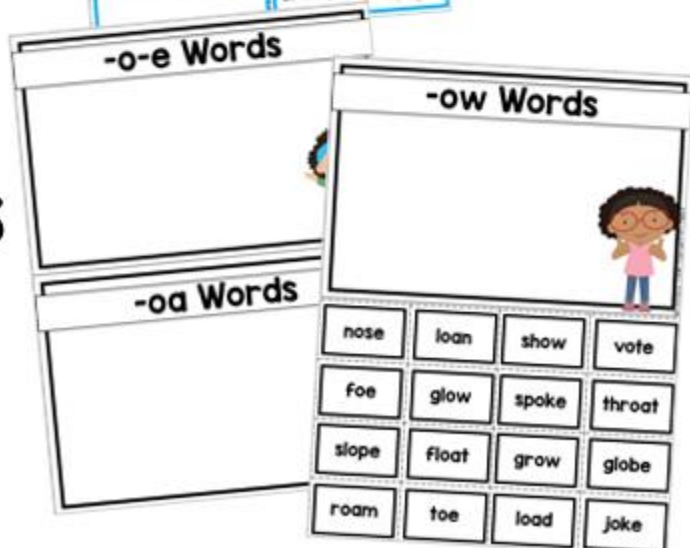 -o-e Words
-oa Words
-ow Words
nose loan show vote
foe glow spoke throat
slope float grow globe
roam toe load joke